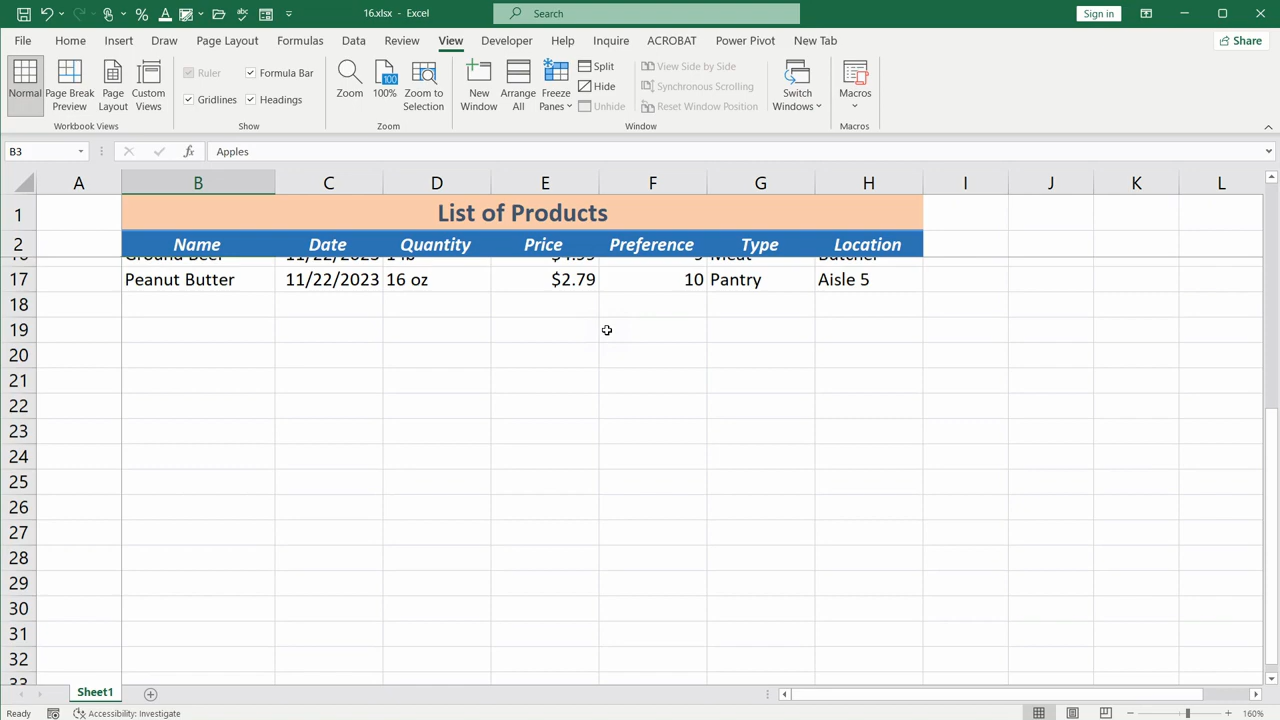 16.xlsx - Excel
Search
Sign in
File Home Insert Draw Page Layout Formulas Data Review View Developer Help Inquire ACROBAT Power Pivot New Tab
Share
Normal
Page Break Preview
Page Layout
Custom Views
Workbook Views
Ruler
Formula Bar
Gridlines
Headings
Show
Zoom
100
100%
Zoom to Selection
Zoom
New Window
Arrange All
Freeze Panes
Split
Hide
Unhide
View Side by Side
Synchronous Scrolling
Reset Window Position
Window
Switch Windows
Macros
Macros
B3
fx
Apples
A B C D E F G H I J K L
1 List of Products
2 Name Date Quantity Price Preference Type Location
17 Peanut Butter 11/22/2023 16 oz $2.79 10 Pantry Aisle 5
18
19
20
21
22
23
24
25
26
27
28
29
30
31
32
33
Sheet1
Ready
Accessibility: Investigate
160%